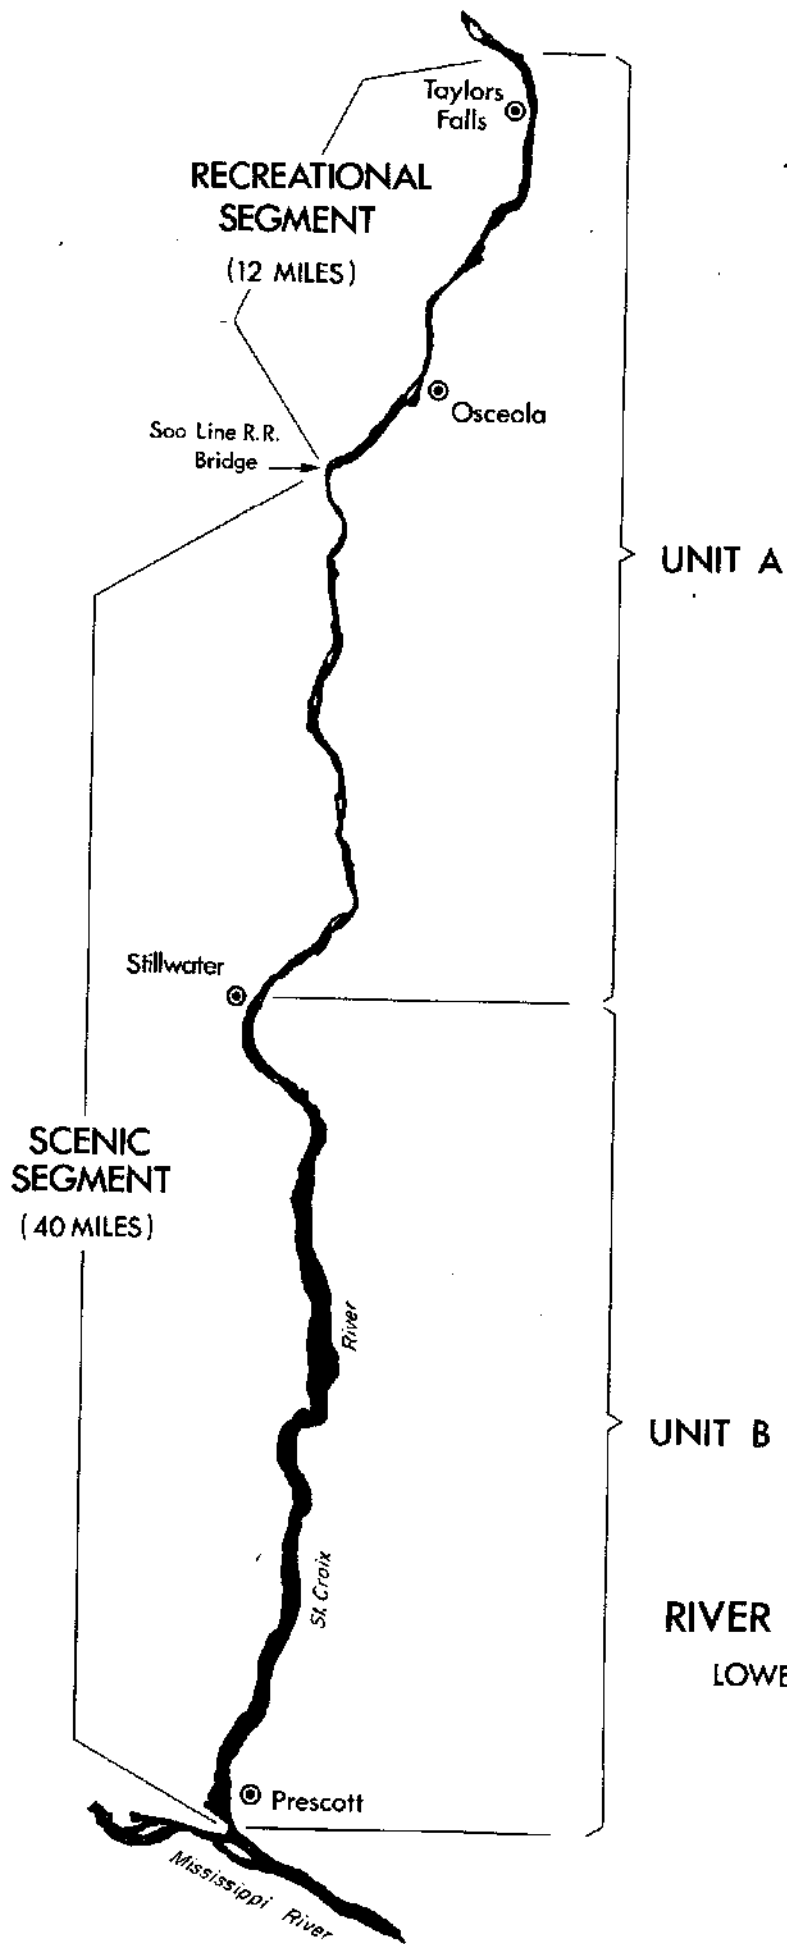 Taylors
Falls
RECREATIONAL
SEGMENT
(12 MILES)
Osceola
Soo Line R.R.
Bridge
UNIT A
Stillwater
SCENIC
SEGMENT
(40 MILES)
River
UNIT B
St. Croix
RIVER
LOWE
Prescott
Mississippi River